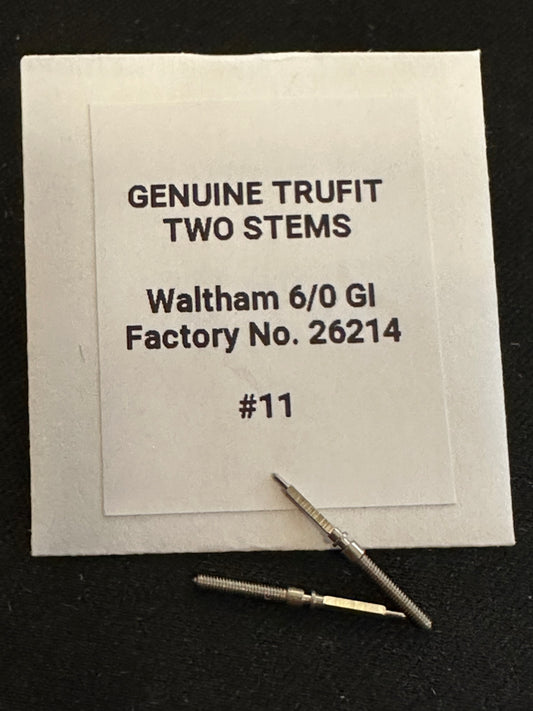 GENUINE TRUFIT
TWO STEMS
Waltham 6/0 GI
Factory No. 26214
#11